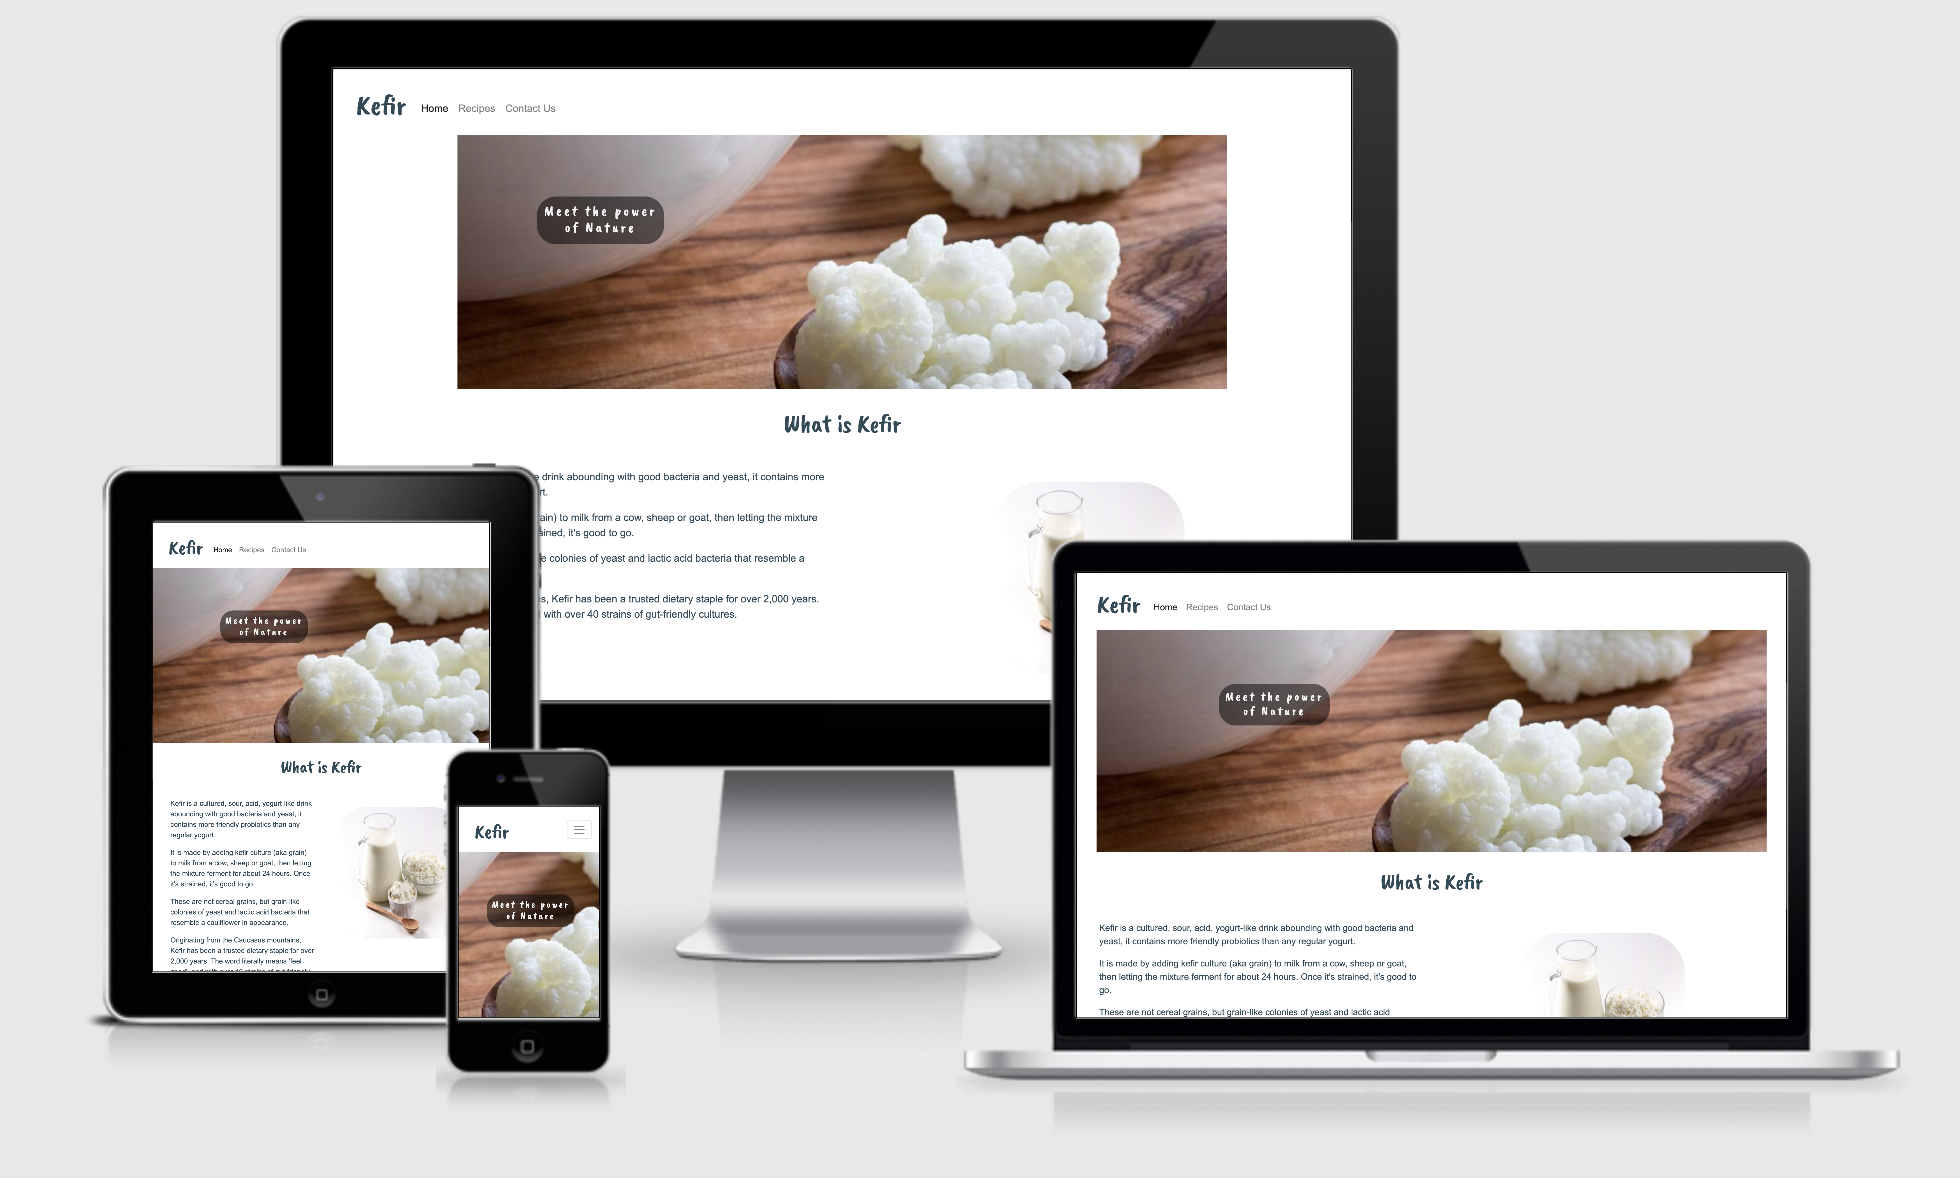 Kefir Home Recipes Contact Us
Meet the power
of Nature
What is Kefir
drink abounding with good bacteria and yeast, it contains more
rt.
ain) to milk from a cow, sheep or goat, then letting the mixture
ained, it's good to go.
e colonies of yeast and lactic acid bacteria that resemble a
s, Kefir has been a trusted dietary staple for over 2,000 years.
with over 40 strains of gut-friendly cultures.
Kefir Home Recipes Contact Us
Meet the power
of Nature
What is Kefir
Kefir is a cultured, sour, acid, yogurt-like drink
abounding with good bacteria and yeast, it
contains more friendly probiotics than any
regular yogurt.
It is made by adding kefir culture (aka grain)
to milk from a cow, sheep or goat, then letting
the mixture ferment for about 24 hours. Once
it's strained, it's good to go.
These are not cereal grains, but grain-like
colonies of yeast and lactic acid bacteria that
resemble a cauliflower in appearance.
Originating from the Caucasus mountains,
Kefir has been a trusted dietary staple for over
2,000 years. The word literally means 'feel
Kefir
Meet the power
of Nature
Kefir Home Recipes Contact Us
Meet the power
of Nature
What is Kefir
Kefir is a cultured, sour, acid, yogurt-like drink abounding with good bacteria and
yeast, it contains more friendly probiotics than any regular yogurt.
It is made by adding kefir culture (aka grain) to milk from a cow, sheep or goat,
then letting the mixture ferment for about 24 hours. Once it's strained, it's good to
go.
These are not cereal grains, but grain-like colonies of yeast and lactic acid